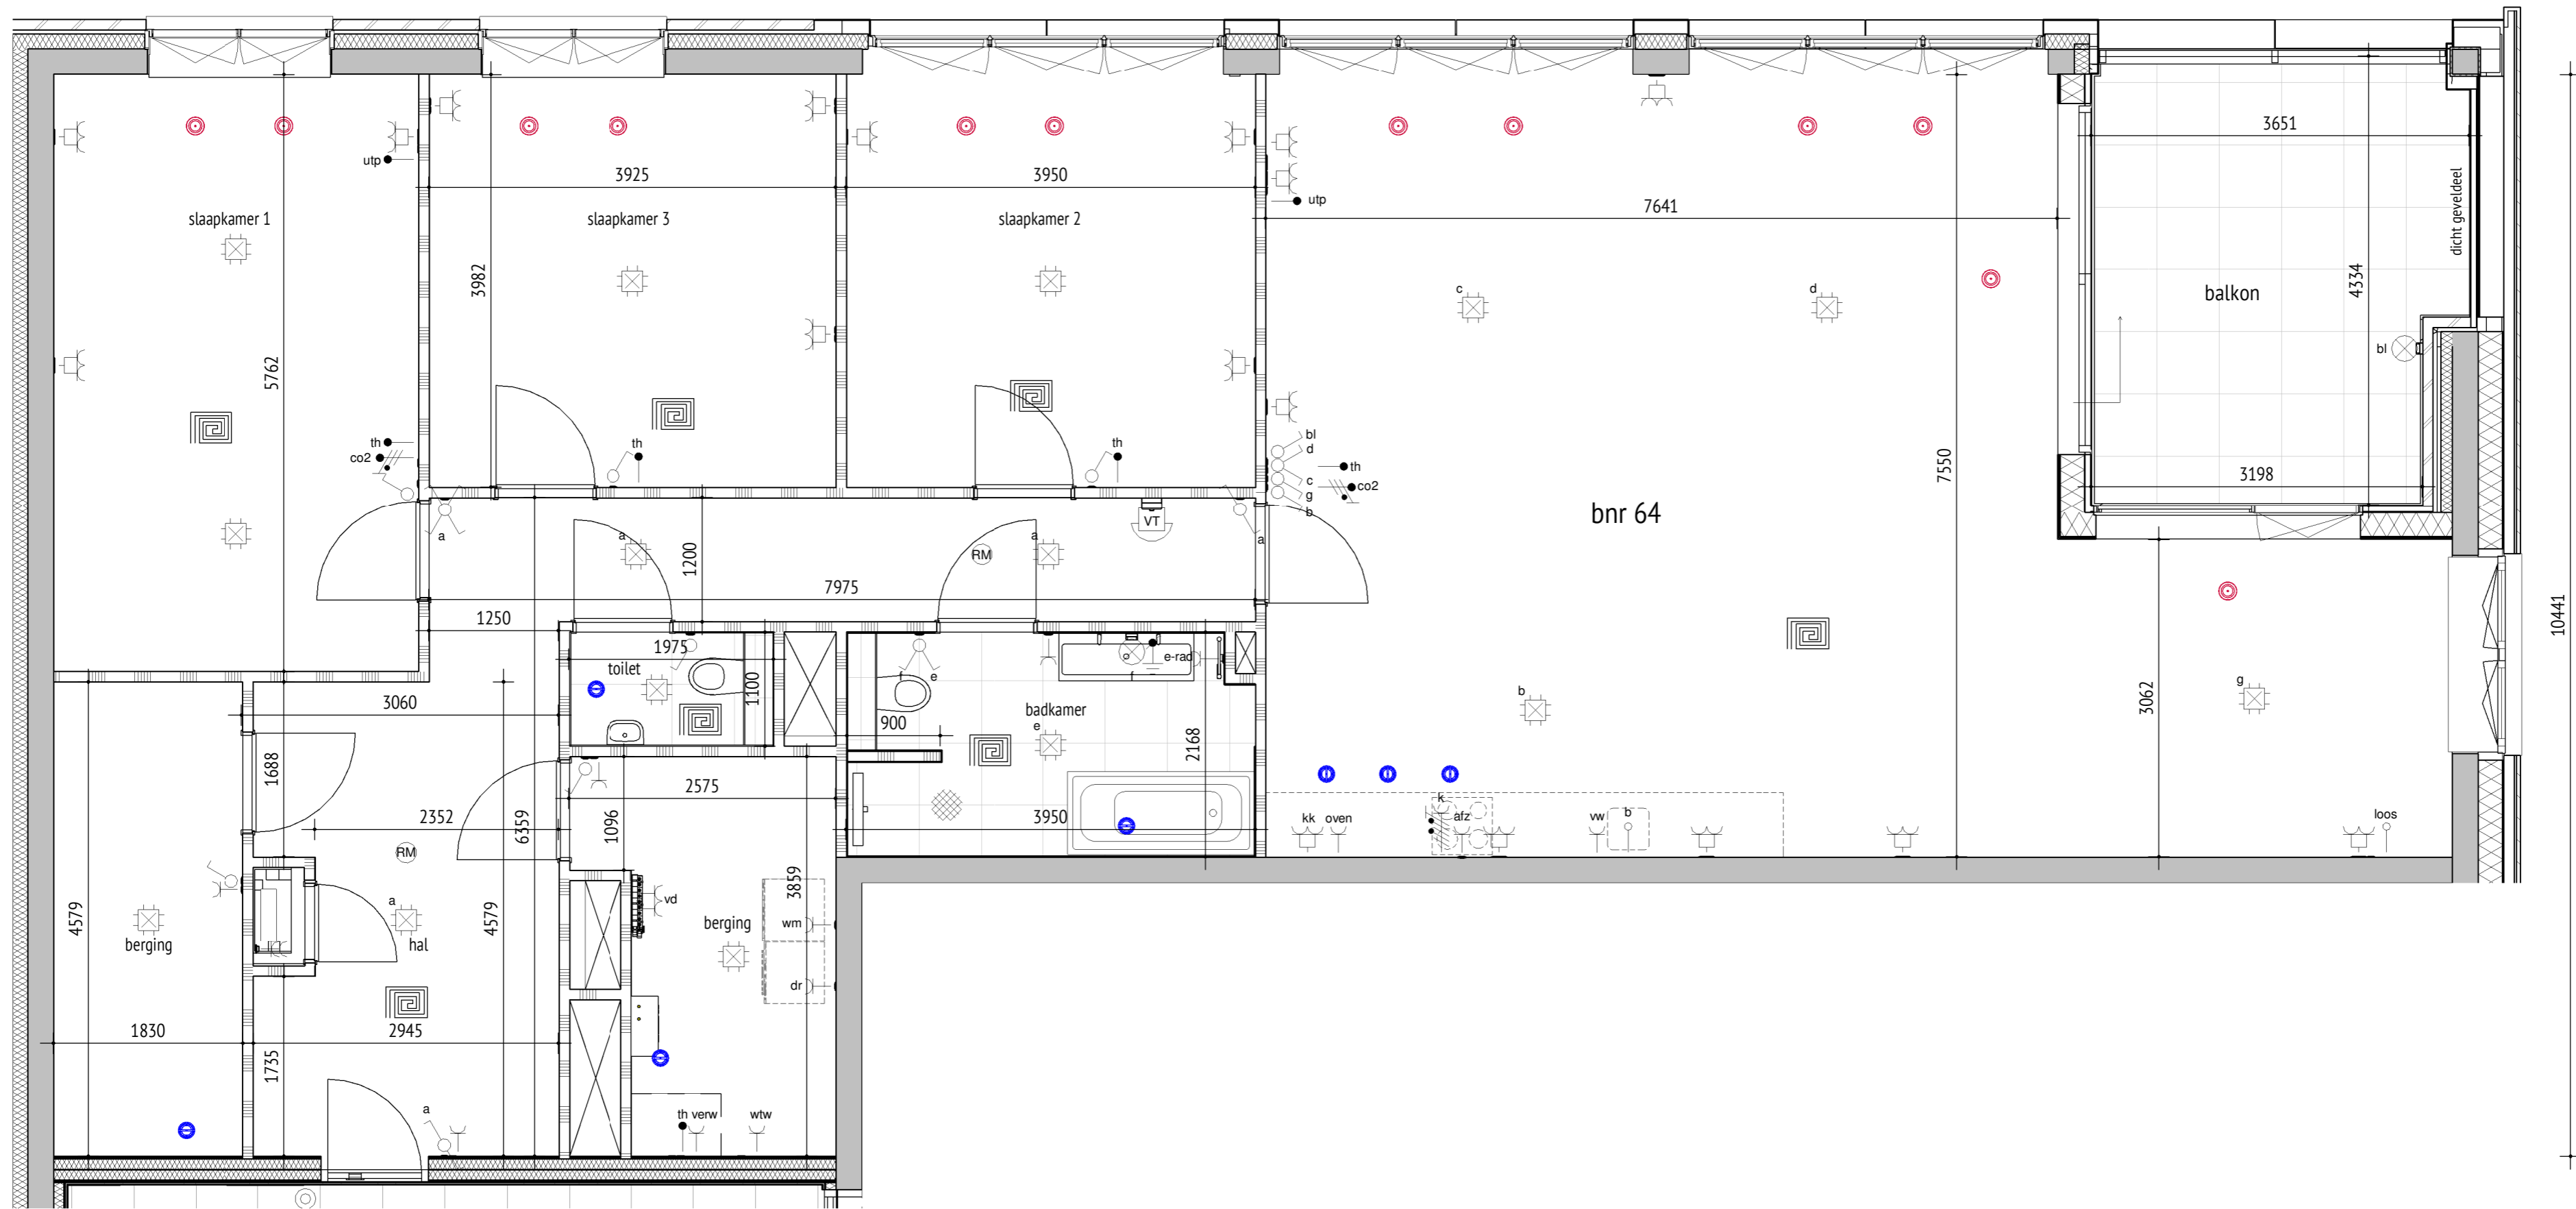 3651
utp
3925
3950
utp
7641
slaapkamer 1
slaapkamer 3
slaapkamer 2
dicht geveldeel
3982
c
d
balkon
4334
bl
5762
th
co2
th
th
bl
d
c
g
b
th
co2
7550
3198
bnr 64
VT
a
a
RM
a
a
1200
7975
1250
10441
1975
toilet
1100
e-rad
f
e
f
3060
900
badkamer
e
2168
b
3062
g
1688
2575
2352
6359
1096
3950
kk
oven
k
afz
vw
b
loos
RM
a
hal
4579
berging
4579
vd
berging
3859
wm
dr
1830
2945
1735
a
th verw
wtw